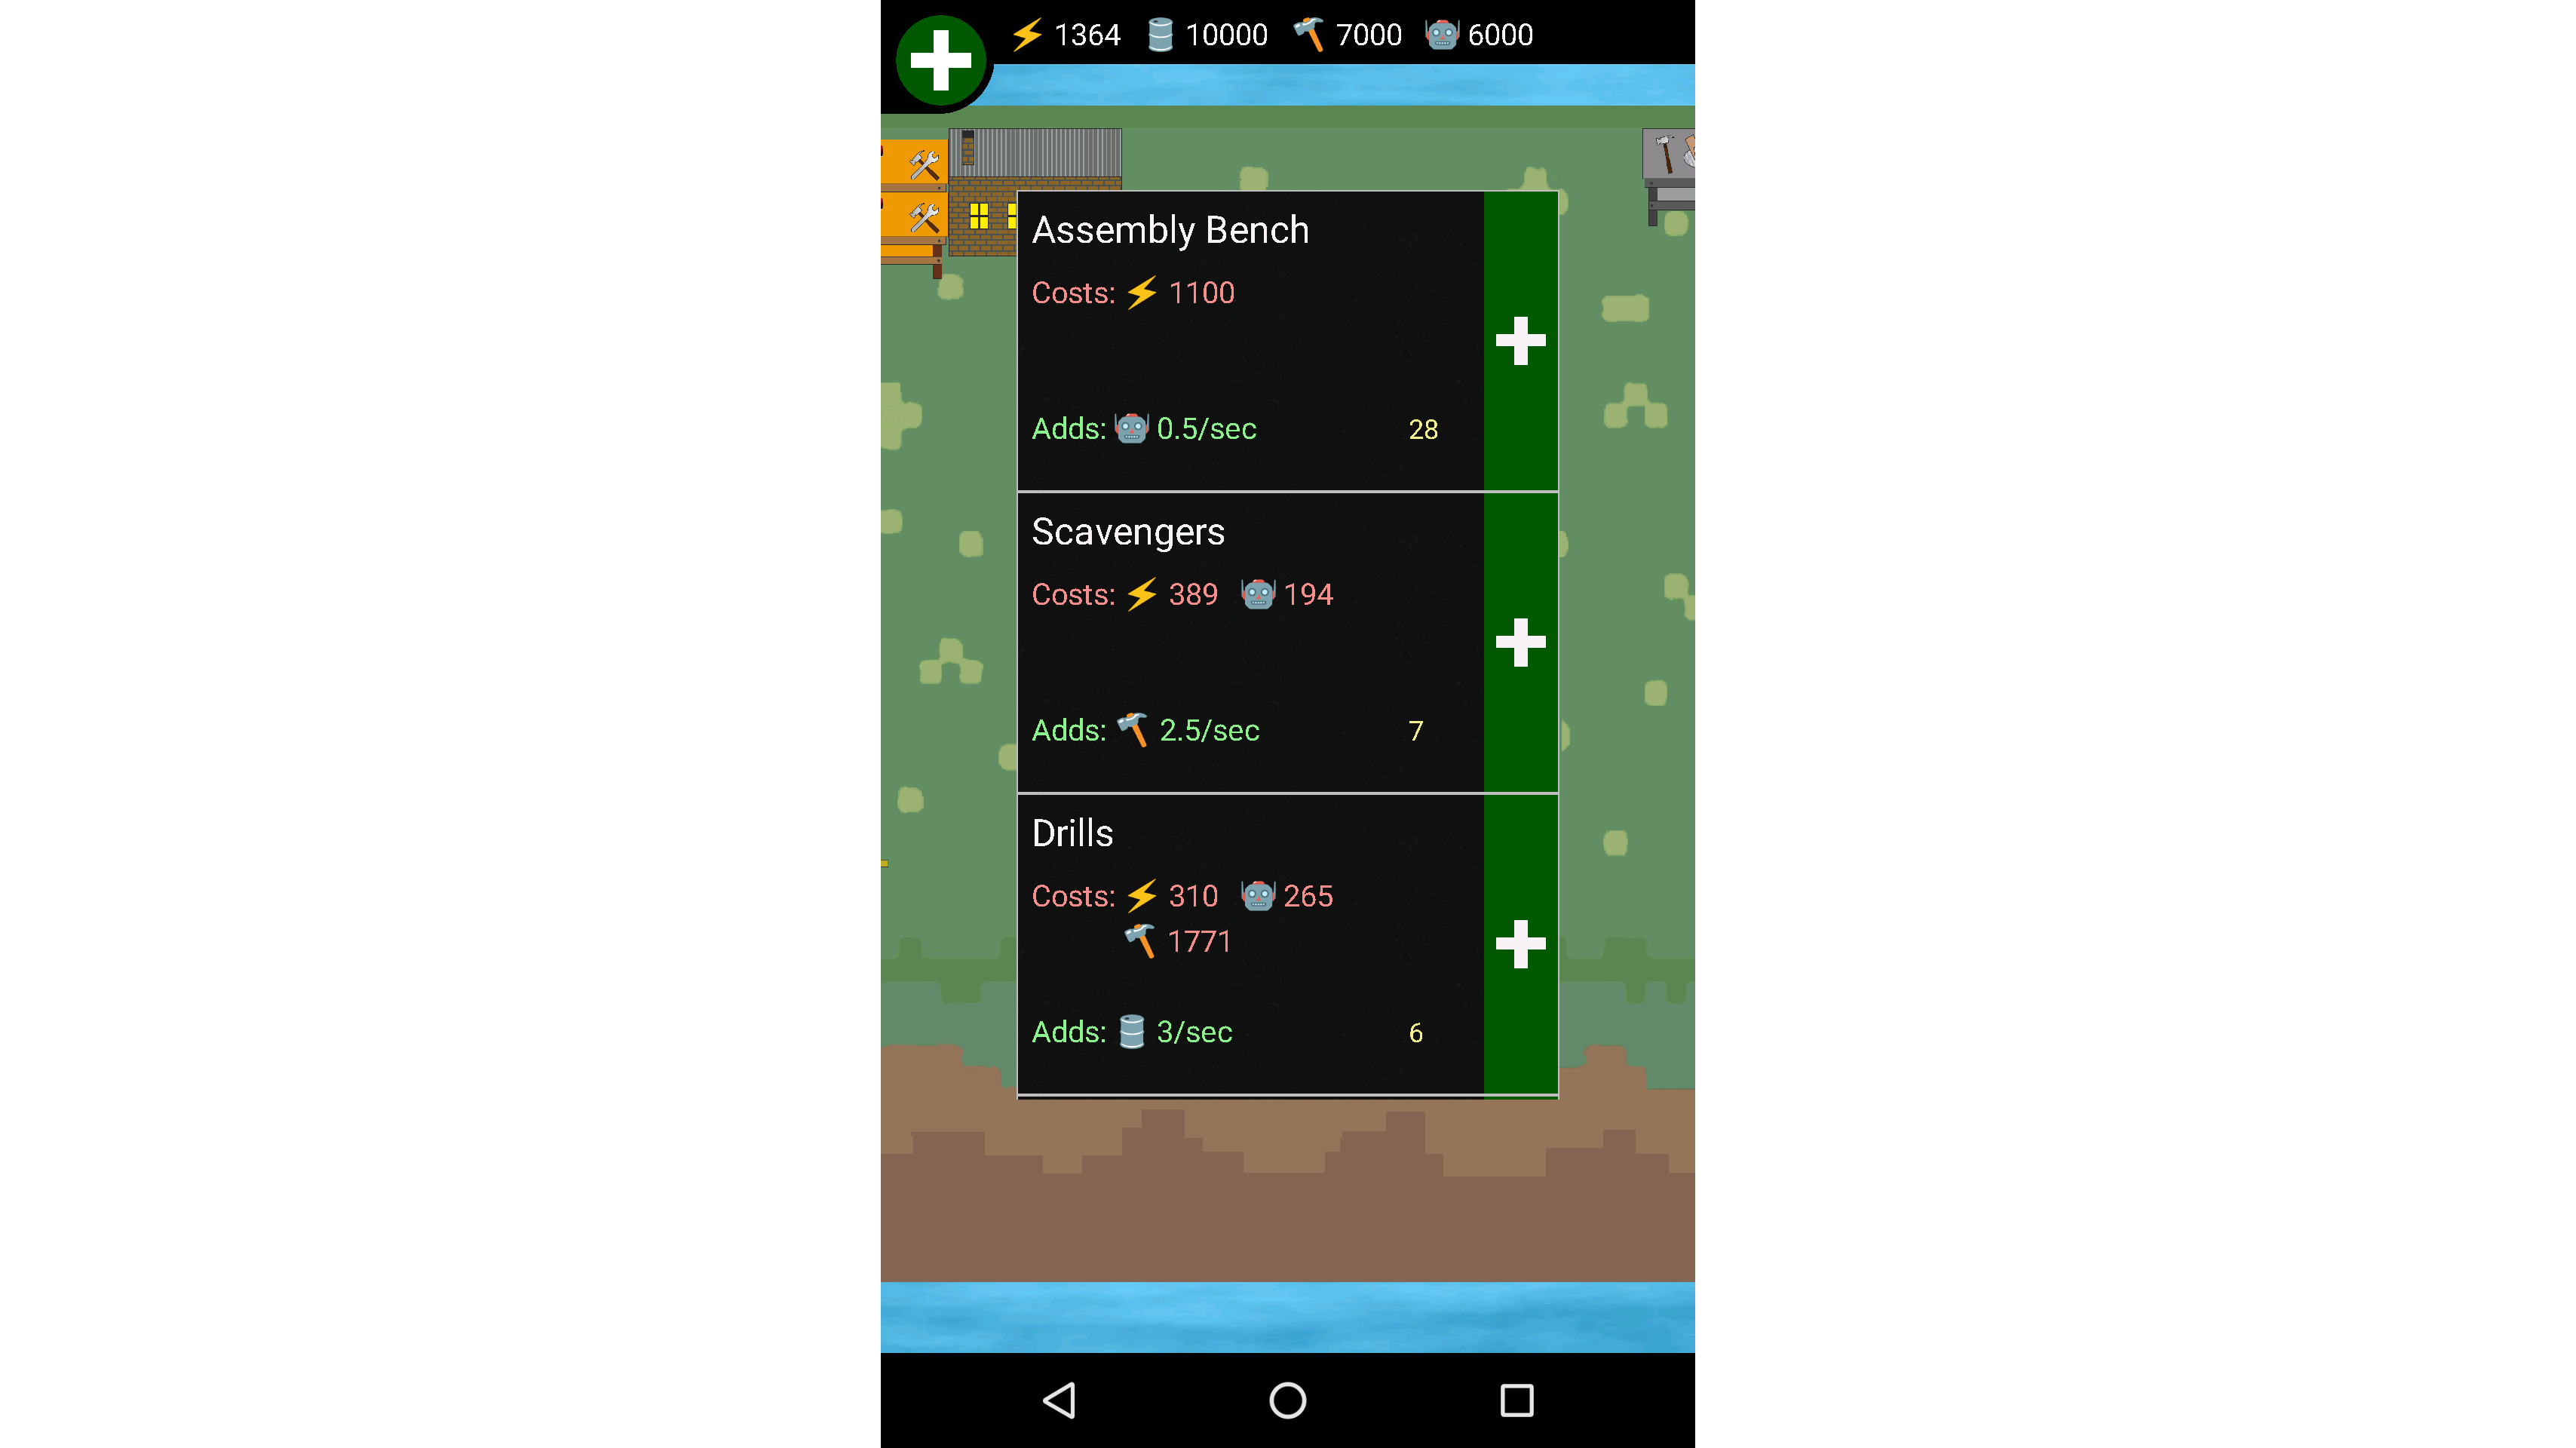 1364 10000 7000 6000
Assembly Bench
Costs: 1100
Adds: 0.5/sec 28
Scavengers
Costs: 389 194
Adds: 2.5/sec 7
Drills
Costs: 310 265
1771
Adds: 3/sec 6